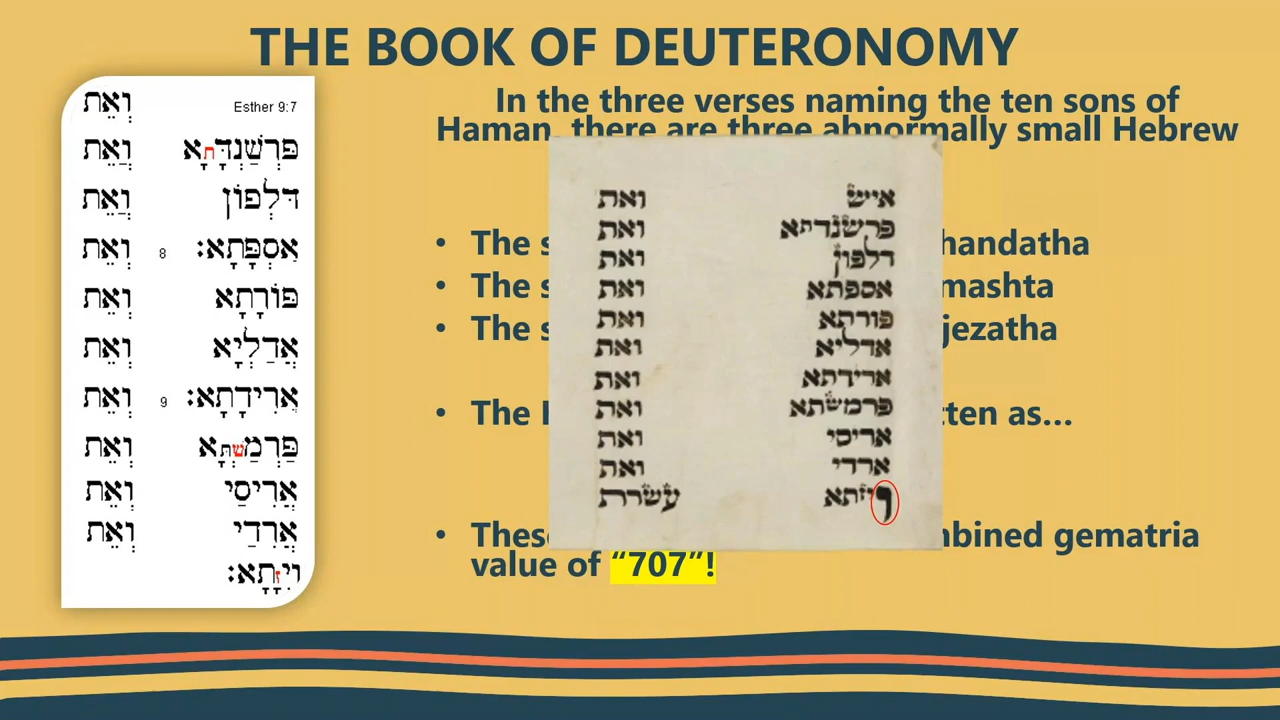 THE BOOK OF DEUTERONOMY
Esther 9:7
וְאֵת
פַּרְשַׁנְדָּתָא וְאֵת
דַּלְפוֹן וְאֵת
אַסְפָּתָא׃ 8 וְאֵת
פּוֹרָתָא וְאֵת
אֲדַלְיָא וְאֵת
אֲרִידָתָא׃ 9 וְאֵת
פַּרְמַשְׁתָּא וְאֵת
אֲרִיסַי וְאֵת
אֲרִדַי וְאֵת
וַיְזָתָא׃
In the three verses naming the ten sons of
Haman, there are three abnormally small Hebrew
• The s handatha
• The s mashta
• The s jezatha
• The tten as…
• These nbined gematria
value of “707”!
איש ואת
פרשנדתא ואת
דלפון ואת
אספתא ואת
פורתא ואת
אדליא ואת
ארידתא ואת
פרמשתא ואת
אריסי ואת
ארדי ואת
ויזתא עשרת